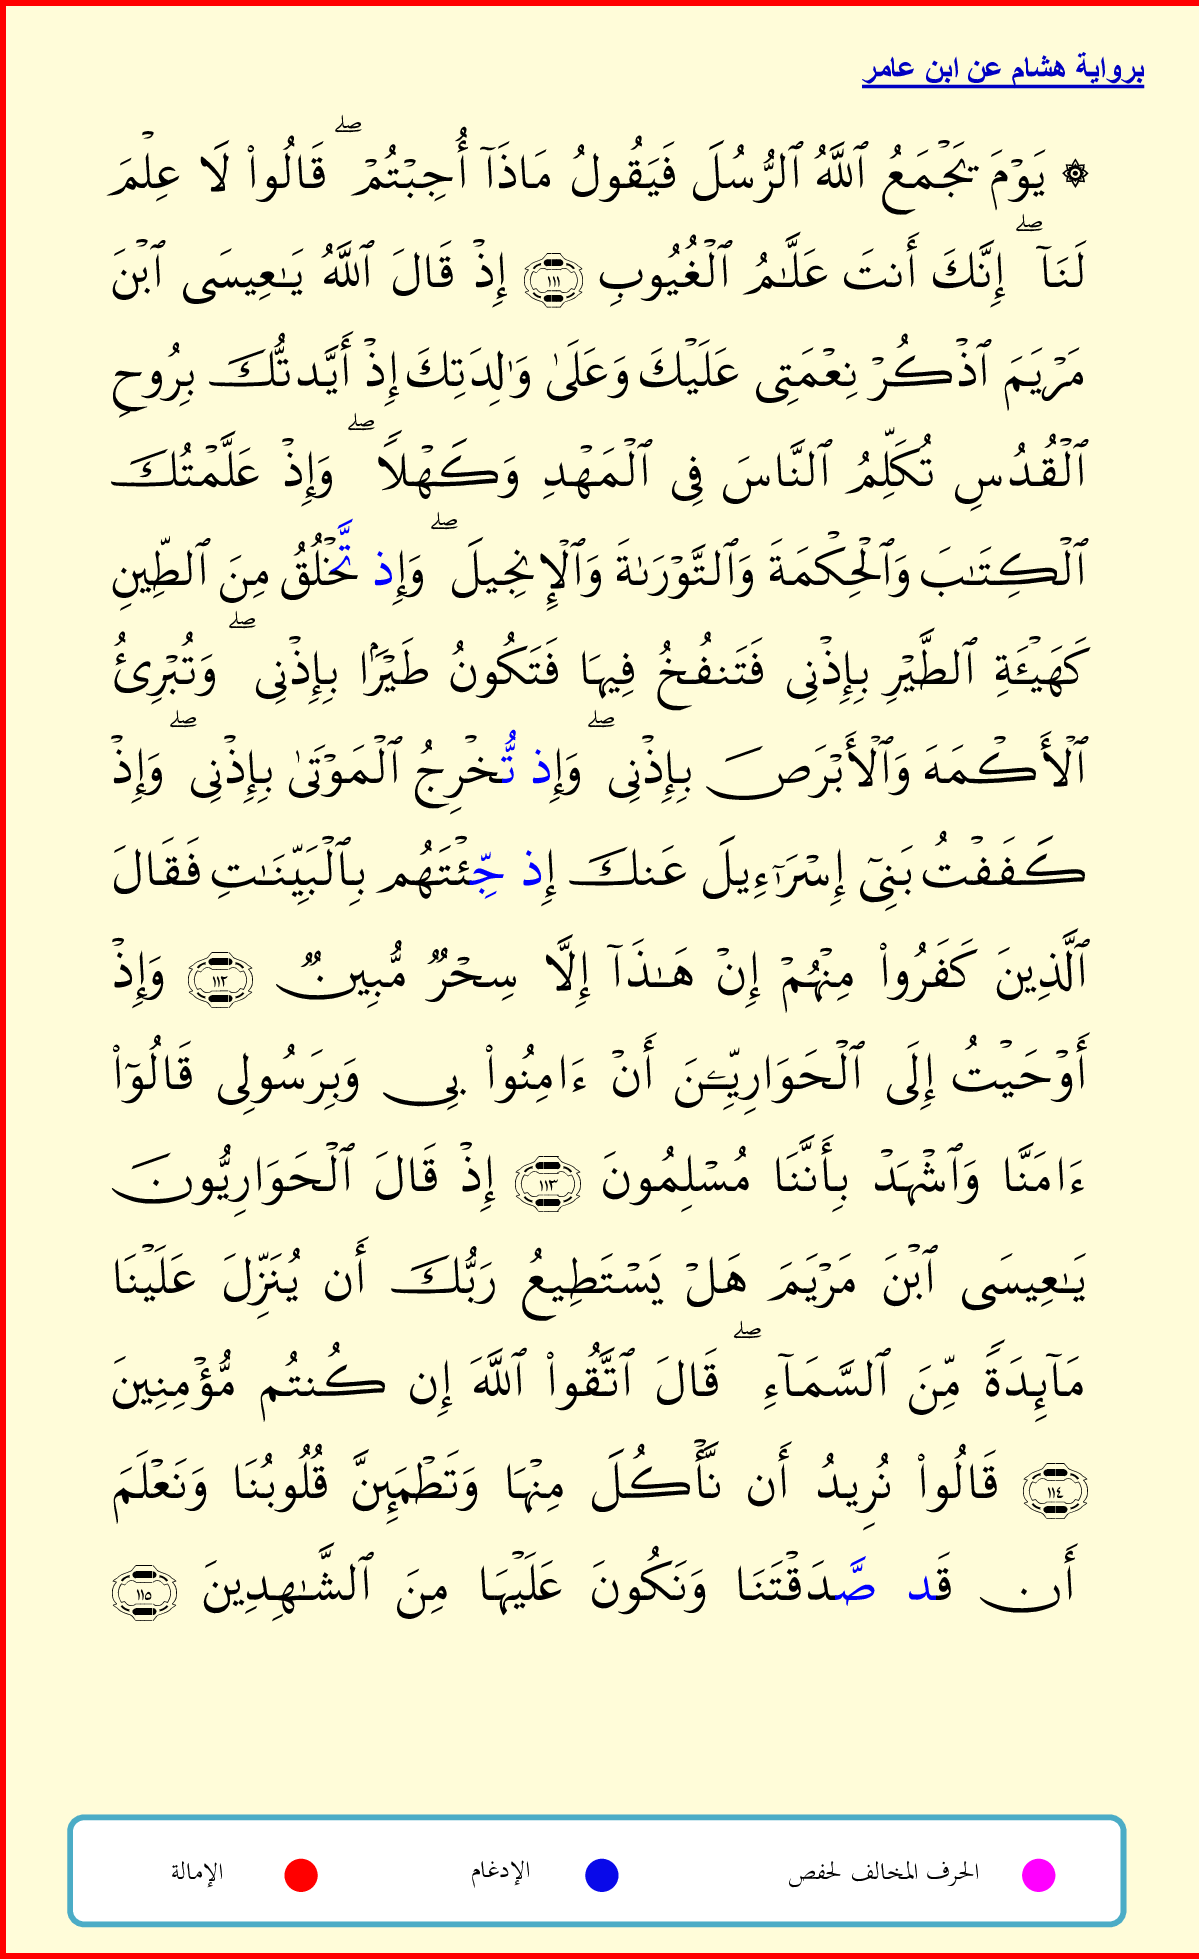 برواية هشام عن ابن عامر
۞ يَوْمَ يَجْمَعُ ٱللَّهُ ٱلرُّسُلَ فَيَقُولُ مَاذَآ أُجِبْتُمْ ۖ قَالُوا۟ لَا عِلْمَ
لَنَآ ۖ إِنَّكَ أَنتَ عَلَّـٰمُ ٱلْغُيُوبِ ١١١ إِذْ قَالَ ٱللَّهُ يَـٰعِيسَى ٱبْنَ
مَرْيَمَ ٱذْكُرْ نِعْمَتِى عَلَيْكَ وَعَلَىٰ وَٰلِدَتِكَ إِذْ أَيَّدتُّكَ بِرُوحِ
ٱلْقُدُسِ تُكَلِّمُ ٱلنَّاسَ فِى ٱلْمَهْدِ وَكَهْلًا ۖ وَإِذْ عَلَّمْتُكَ
ٱلْكِتَـٰبَ وَٱلْحِكْمَةَ وَٱلتَّوْرَىٰةَ وَٱلْإِنجِيلَ ۖ وَإِذ تَّخْلُقُ مِنَ ٱلطِّينِ
كَهَيْـَٔةِ ٱلطَّيْرِ بِإِذْنِى فَتَنفُخُ فِيهَا فَتَكُونُ طَيْرًۢا بِإِذْنِى ۖ وَتُبْرِئُ
ٱلْأَكْمَهَ وَٱلْأَبْرَصَ بِإِذْنِى ۖ وَإِذ تُّخْرِجُ ٱلْمَوْتَىٰ بِإِذْنِى ۖ وَإِذْ
كَفَفْتُ بَنِىٓ إِسْرَٰٓءِيلَ عَنكَ إِذ جِّئْتَهُم بِٱلْبَيِّنَـٰتِ فَقَالَ
ٱلَّذِينَ كَفَرُوا۟ مِنْهُمْ إِنْ هَـٰذَآ إِلَّا سِحْرٌ مُّبِينٌ ١١٢ وَإِذْ
أَوْحَيْتُ إِلَى ٱلْحَوَارِيِّـۧنَ أَنْ ءَامِنُوا۟ بِى وَبِرَسُولِى قَالُوٓا۟
ءَامَنَّا وَٱشْهَدْ بِأَنَّنَا مُسْلِمُونَ ١١٣ إِذْ قَالَ ٱلْحَوَارِيُّونَ
يَـٰعِيسَى ٱبْنَ مَرْيَمَ هَلْ يَسْتَطِيعُ رَبُّكَ أَن يُنَزِّلَ عَلَيْنَا
مَآئِدَةً مِّنَ ٱلسَّمَآءِ ۖ قَالَ ٱتَّقُوا۟ ٱللَّهَ إِن كُنتُم مُّؤْمِنِينَ
١١٤ قَالُوا۟ نُرِيدُ أَن نَّأْكُلَ مِنْهَا وَتَطْمَئِنَّ قُلُوبُنَا وَنَعْلَمَ
أَن قَد صَّدَقْتَنَا وَنَكُونَ عَلَيْهَا مِنَ ٱلشَّـٰهِدِينَ ١١٥
الحرف المخالف لحفص الإدغام الإمالة